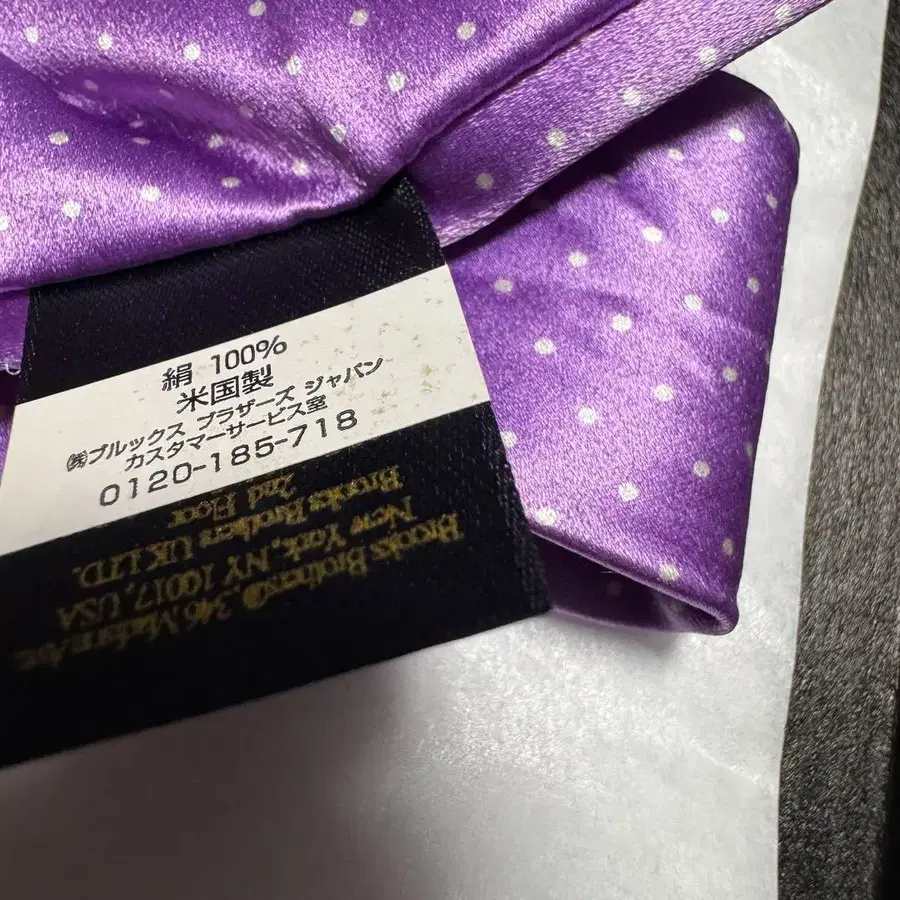 絹 100%
米国製
㈱ブルックス ブラザーズ ジャパン
カスタマーサービス室
0120-185-718
Brooks Brothers® 346 Madison Ave.
New York, NY 10017, USA
Brooks Brothers UK LTD.
2nd Floor